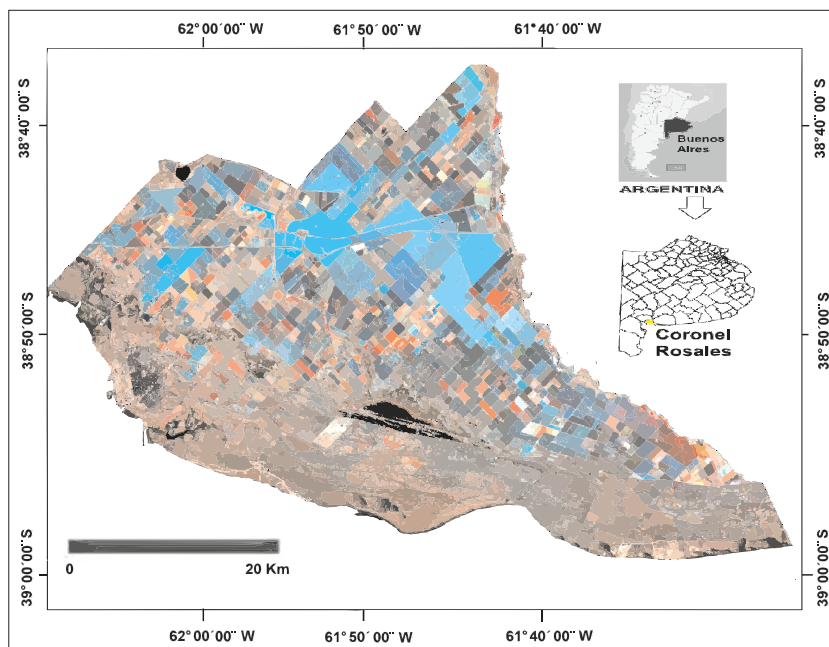 62°00´00¨ W 61°50´00¨ W 61°40´00¨ W
38°40´00¨ S
38°40´00¨ S
Buenos
Aires
ARGENTINA
38°50´00¨ S
38°50´00¨ S
Coronel
Rosales
0 20 Km
39°00´00¨ S
39°00´00¨ S
62°00´00¨ W 61°50´00¨ W 61°40´00¨ W